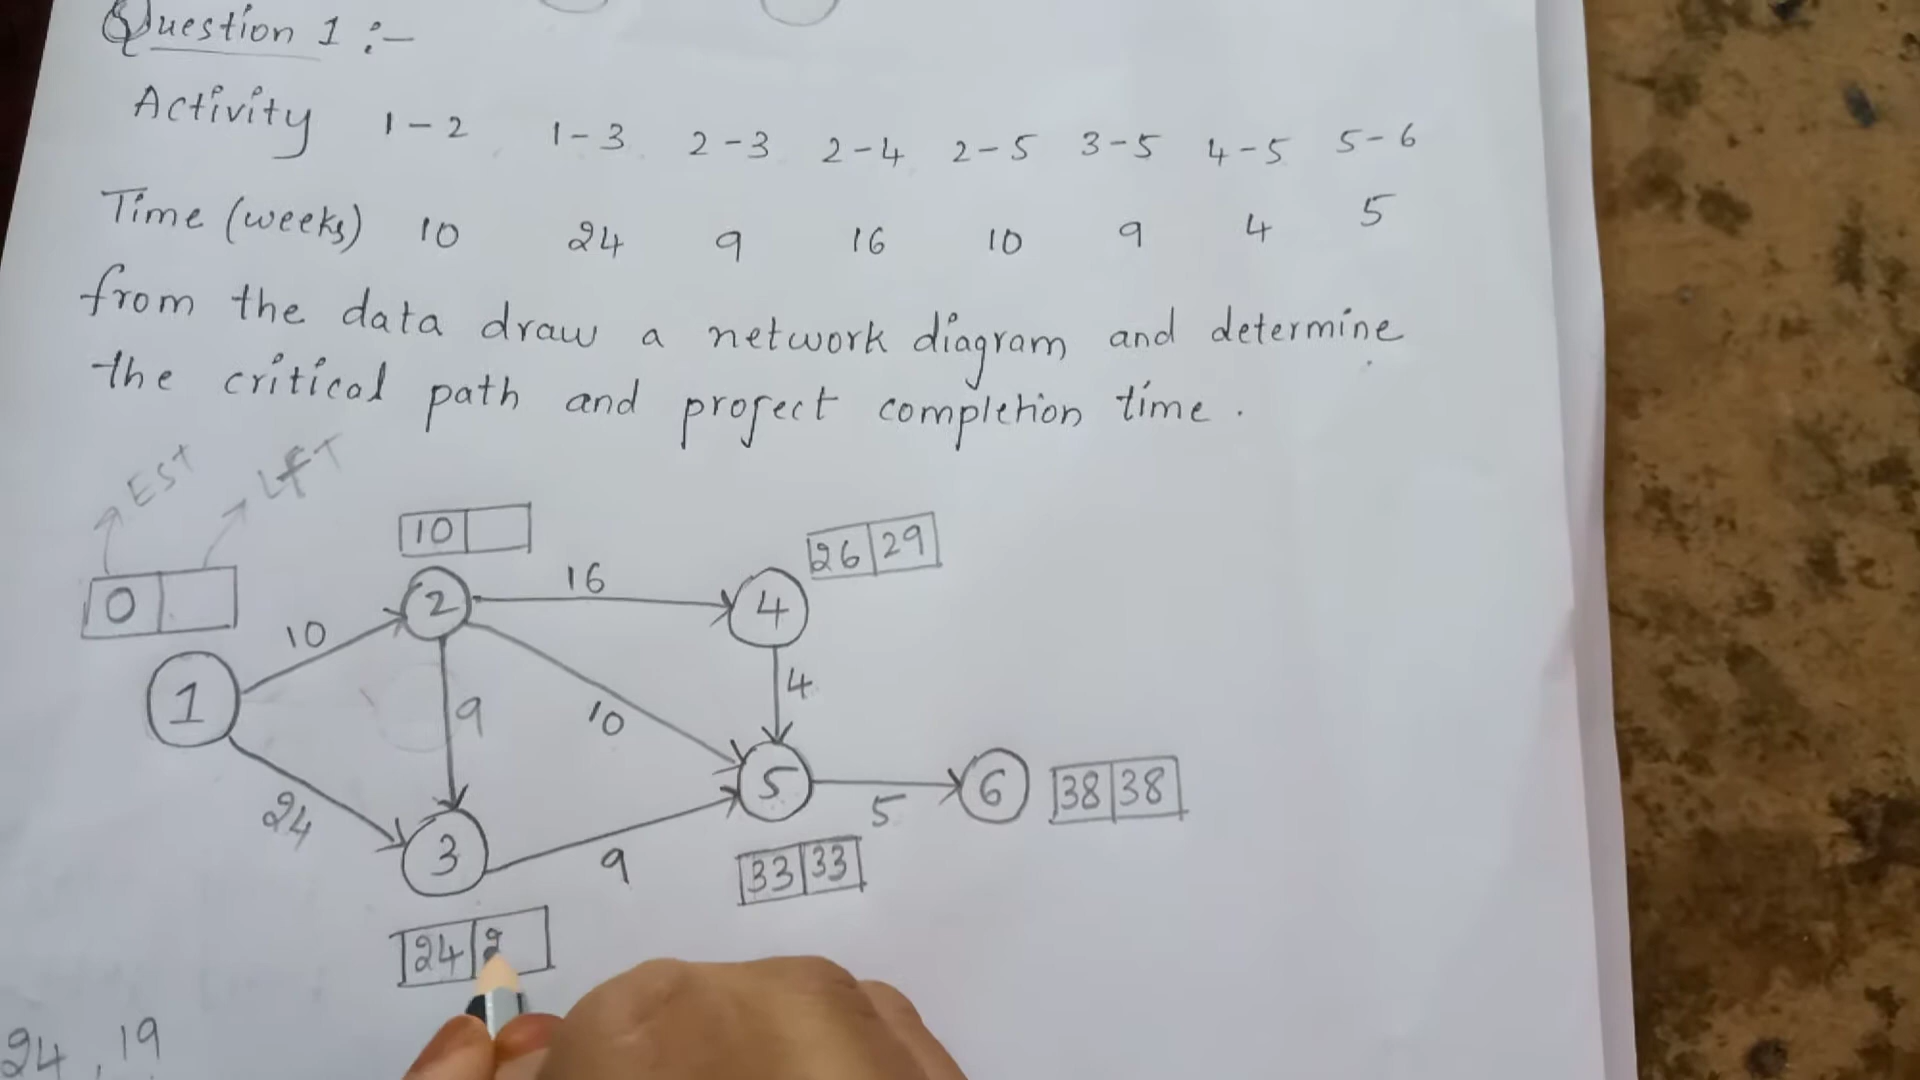 Question 1 :-
Activity 1-2 1-3 2-3 2-4 2-5 3-5 4-5 5-6
Time (weeks) 10 24 9 16 10 9 4 5
from the data draw a network diagram and determine
the critical path and project completion time.
EST LFT
10
26 29
0
2 16 4
10
1 9 10 4
5 5 6 38 38
24
3 9
33 33
24 2
24, 19